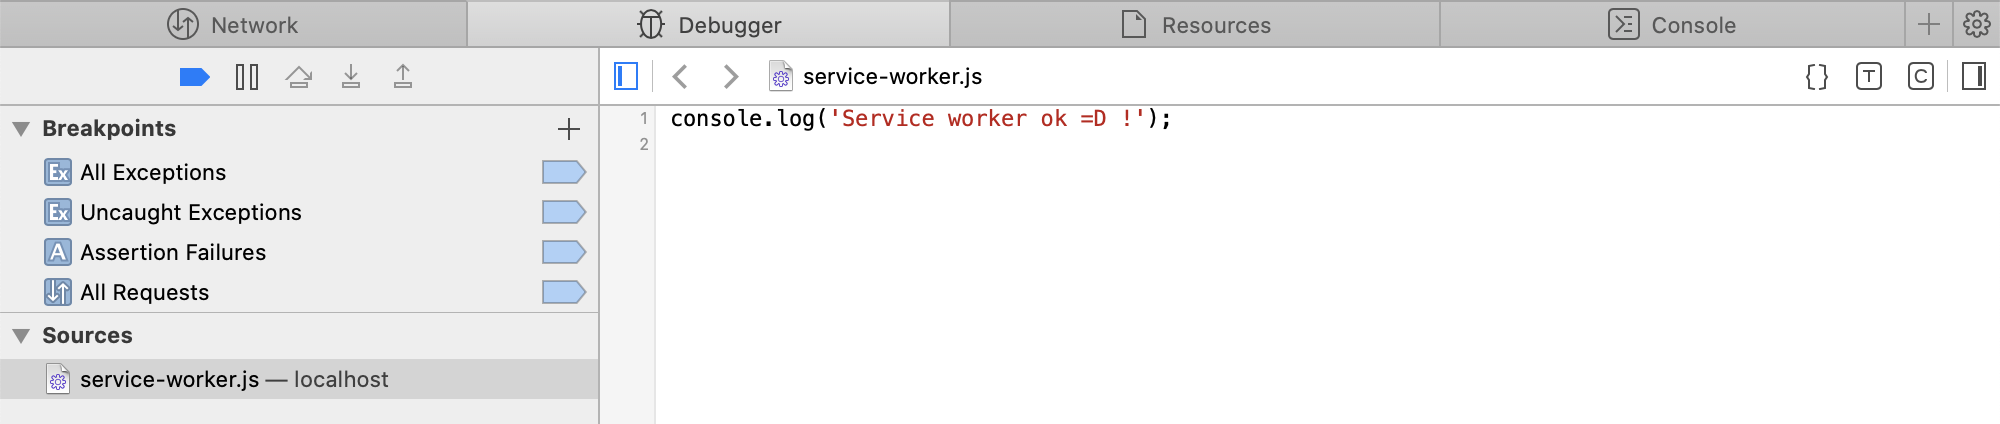 Network Debugger Resources Console
service-worker.js T C
Breakpoints
Ex All Exceptions
Ex Uncaught Exceptions
A Assertion Failures
All Requests
Sources
service-worker.js — localhost
1 console.log('Service worker ok =D !');
2